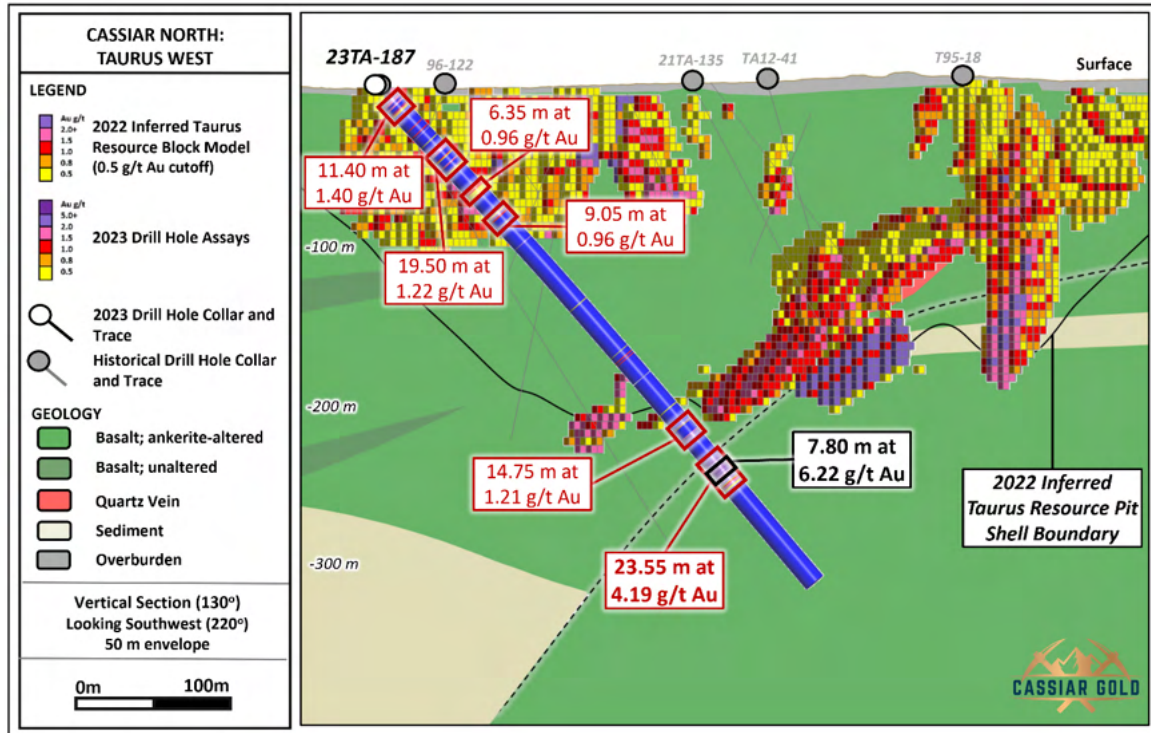 CASSIAR NORTH:
TAURUS WEST
LEGEND
Au g/t
2.0+
1.5
1.0
0.8
0.5
2022 Inferred Taurus
Resource Block Model
(0.5 g/t Au cutoff)
Au g/t
5.0+
2.0
1.5
1.0
0.8
0.5
2023 Drill Hole Assays
2023 Drill Hole Collar and
Trace
Historical Drill Hole Collar
and Trace
GEOLOGY
Basalt; ankerite-altered
Basalt; unaltered
Quartz Vein
Sediment
Overburden
Vertical Section (130°)
Looking Southwest (220°)
50 m envelope
0m 100m
23TA-187
96-122
21TA-135
TA12-41
T95-18
Surface
6.35 m at
0.96 g/t Au
11.40 m at
1.40 g/t Au
9.05 m at
0.96 g/t Au
19.50 m at
1.22 g/t Au
-100 m
-200 m
-300 m
14.75 m at
1.21 g/t Au
7.80 m at
6.22 g/t Au
23.55 m at
4.19 g/t Au
2022 Inferred
Taurus Resource Pit
Shell Boundary
CASSIAR GOLD